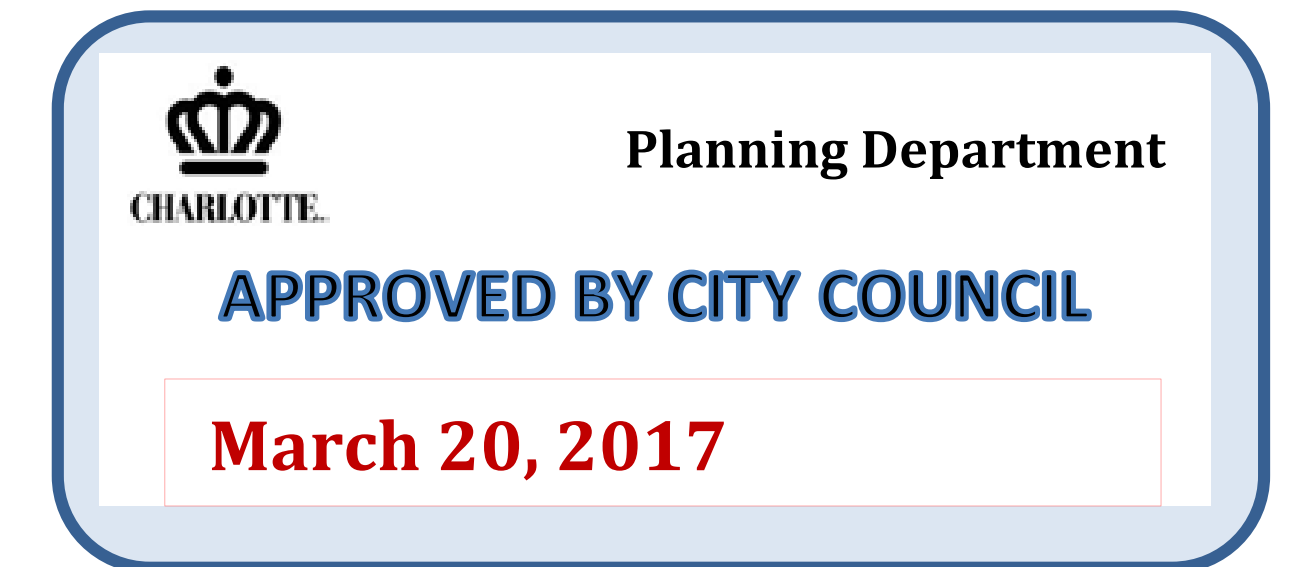 Planning Department
CHARLOTTE.
APPROVED BY CITY COUNCIL
March 20, 2017